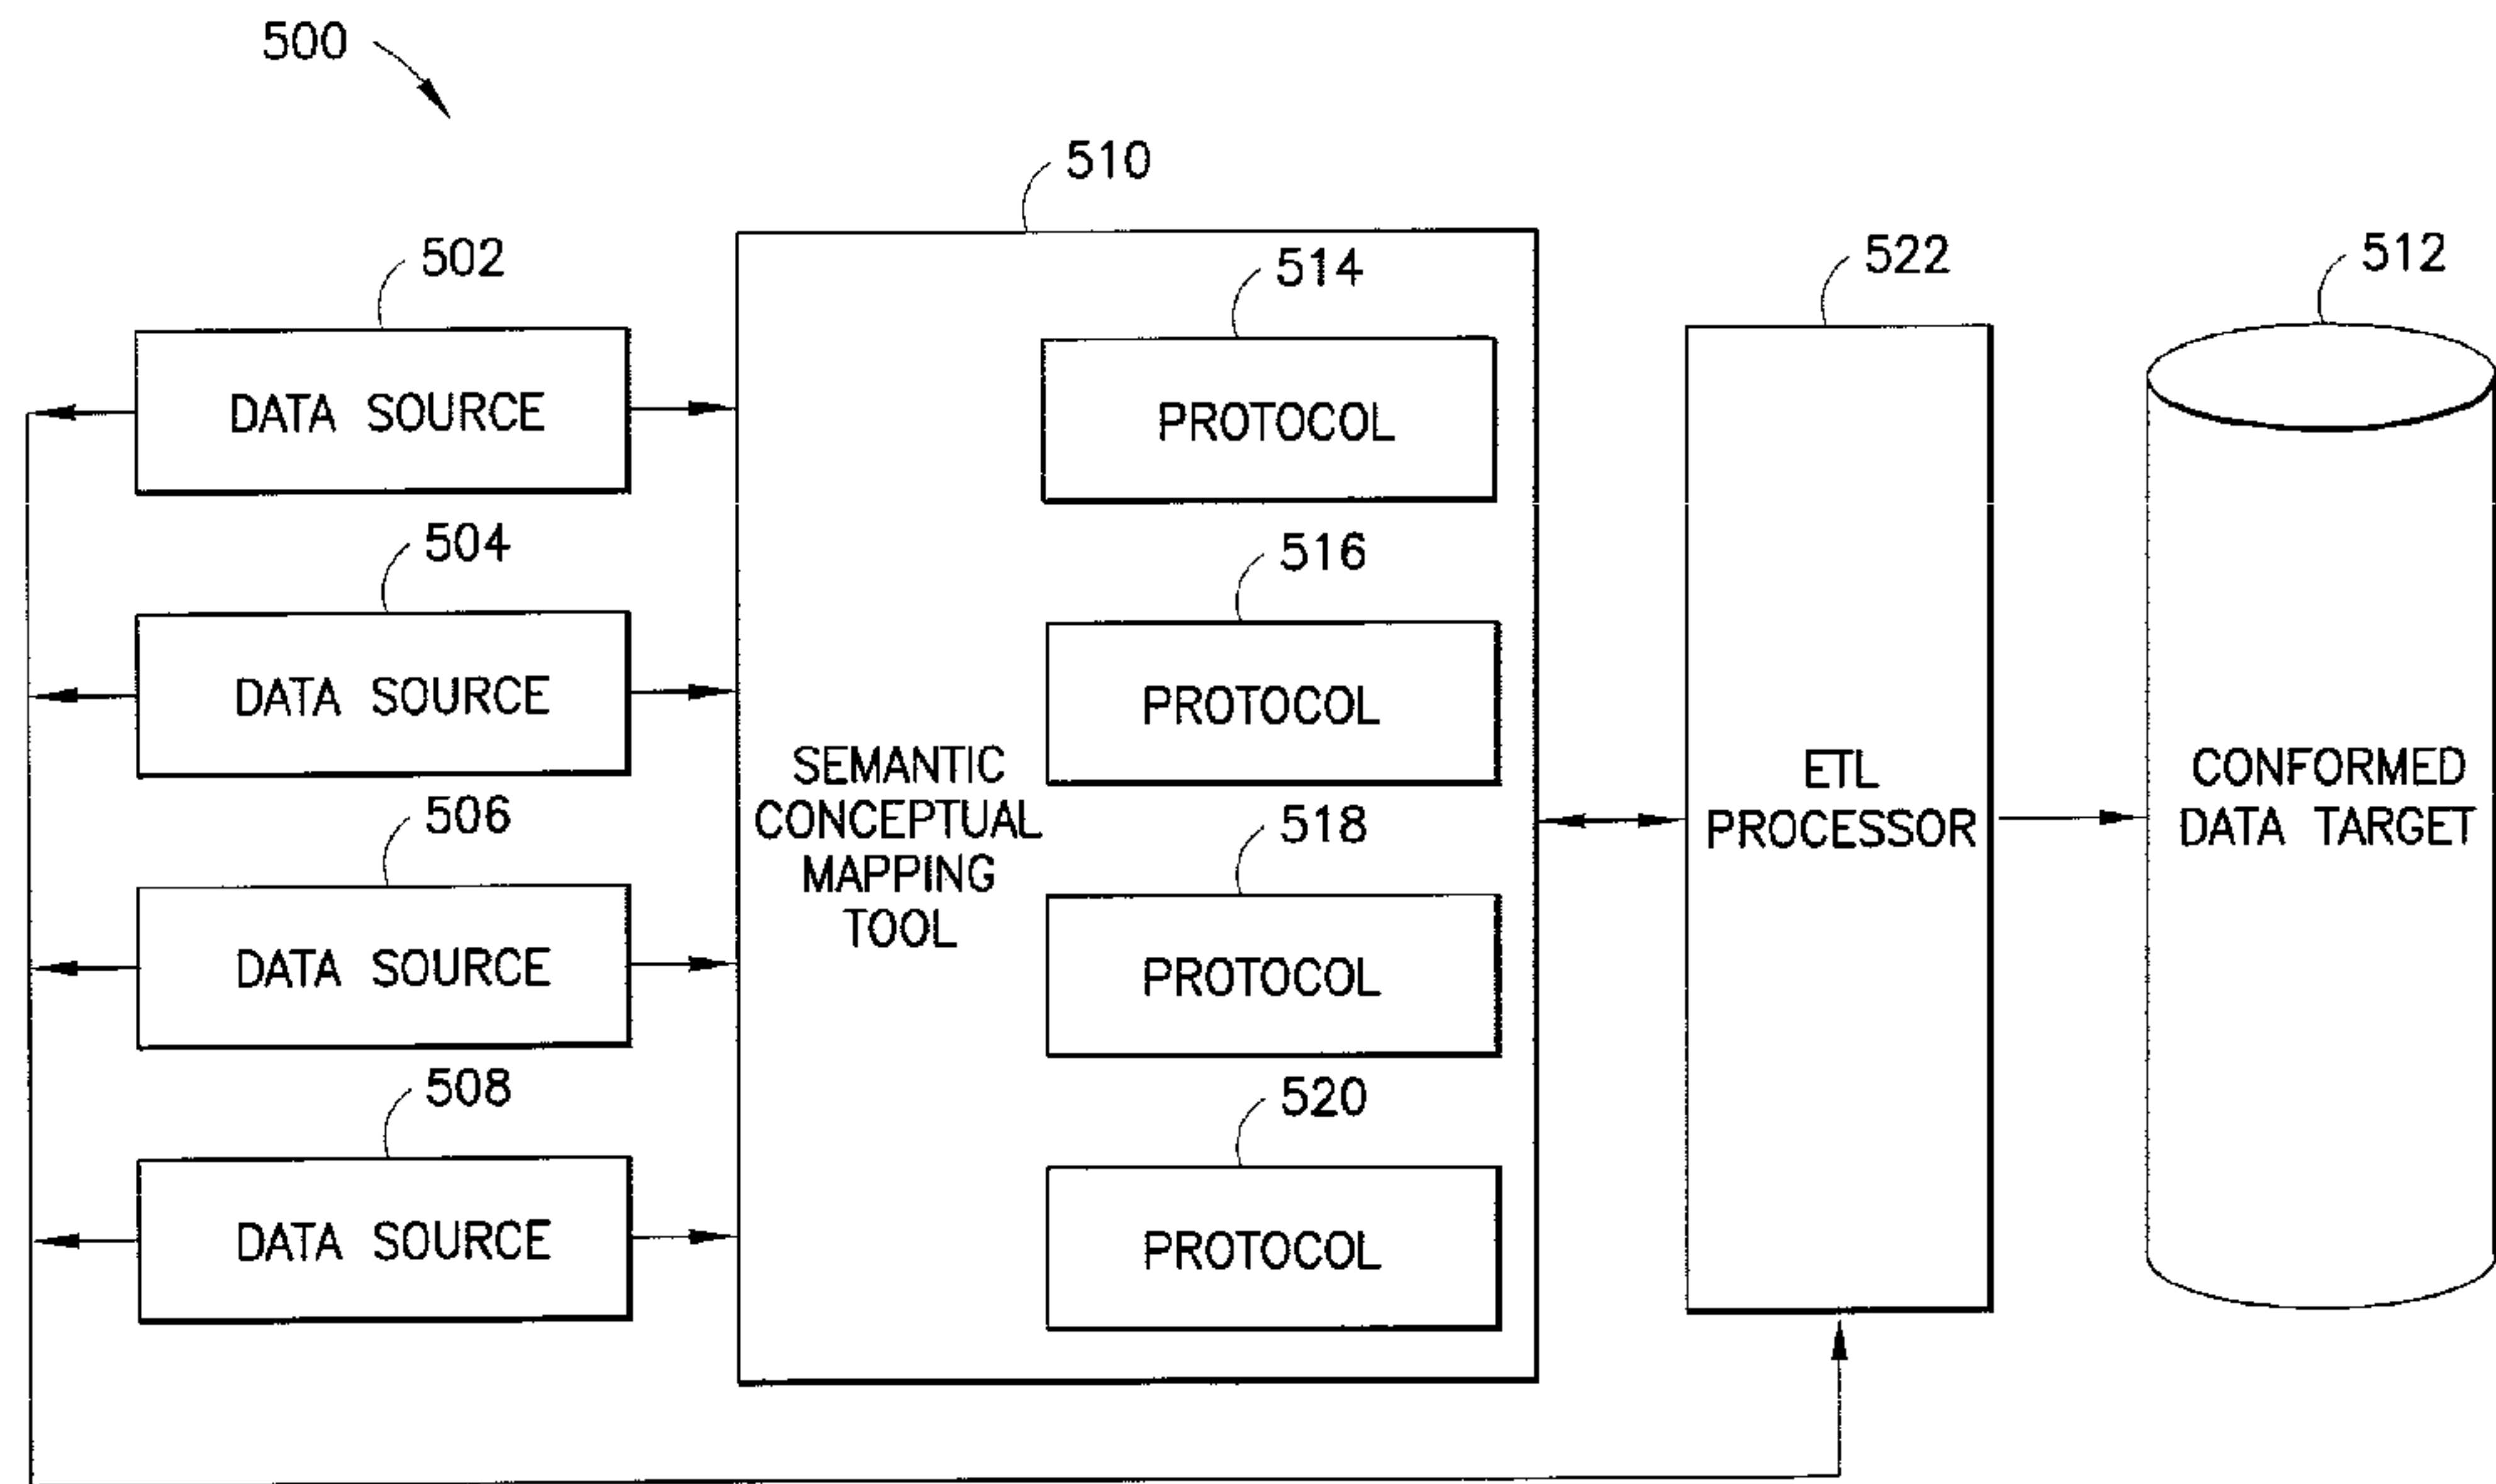 500
510
502
514
522
512
DATA SOURCE
PROTOCOL
504
516
DATA SOURCE
PROTOCOL
SEMANTIC
CONCEPTUAL
MAPPING
TOOL
ETL
PROCESSOR
CONFORMED
DATA TARGET
506
518
DATA SOURCE
PROTOCOL
508
520
DATA SOURCE
PROTOCOL